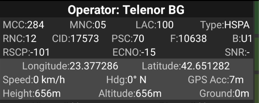 Operator: Telenor BG
MCC:284 MNC:05 LAC:100 Type:HSPA
RNC:12 CID:17573 PSC:70 F:10638 B:U1
RSCP:-101 ECNO:-15 SNR:-
Longitude:23.377286 Latitude:42.651282
Speed:0 km/h Hdg:0° N GPS Acc:7m
Height:656m Altitude:656m Ground:0m